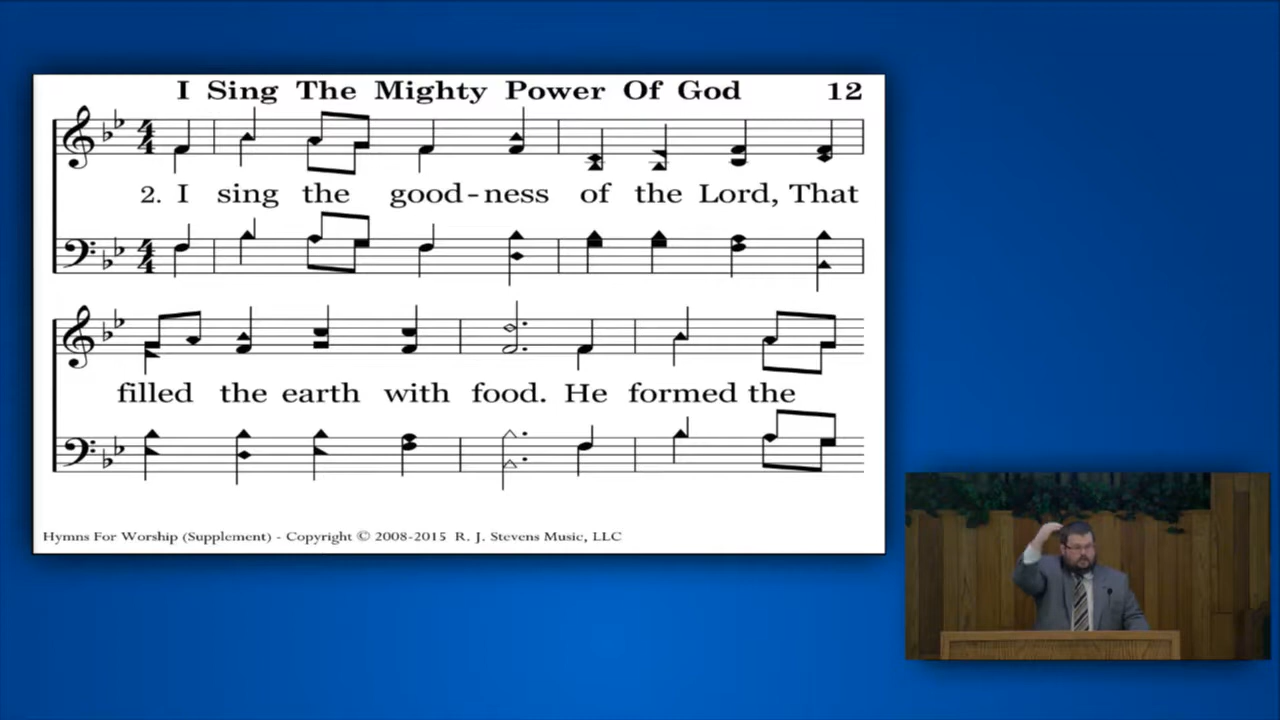 I Sing The Mighty Power Of God 12
2. I sing the good-ness of the Lord, That
filled the earth with food. He formed the
Hymns For Worship (Supplement) - Copyright © 2008-2015 R. J. Stevens Music, LLC